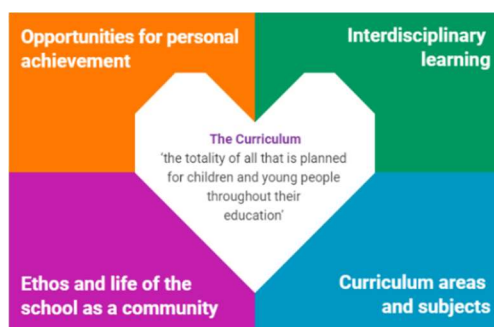 Opportunities for personal
achievement
Interdisciplinary
learning
The Curriculum
'the totality of all that is planned
for children and young people
throughout their
education'
Ethos and life of the
school as a community
Curriculum areas
and subjects